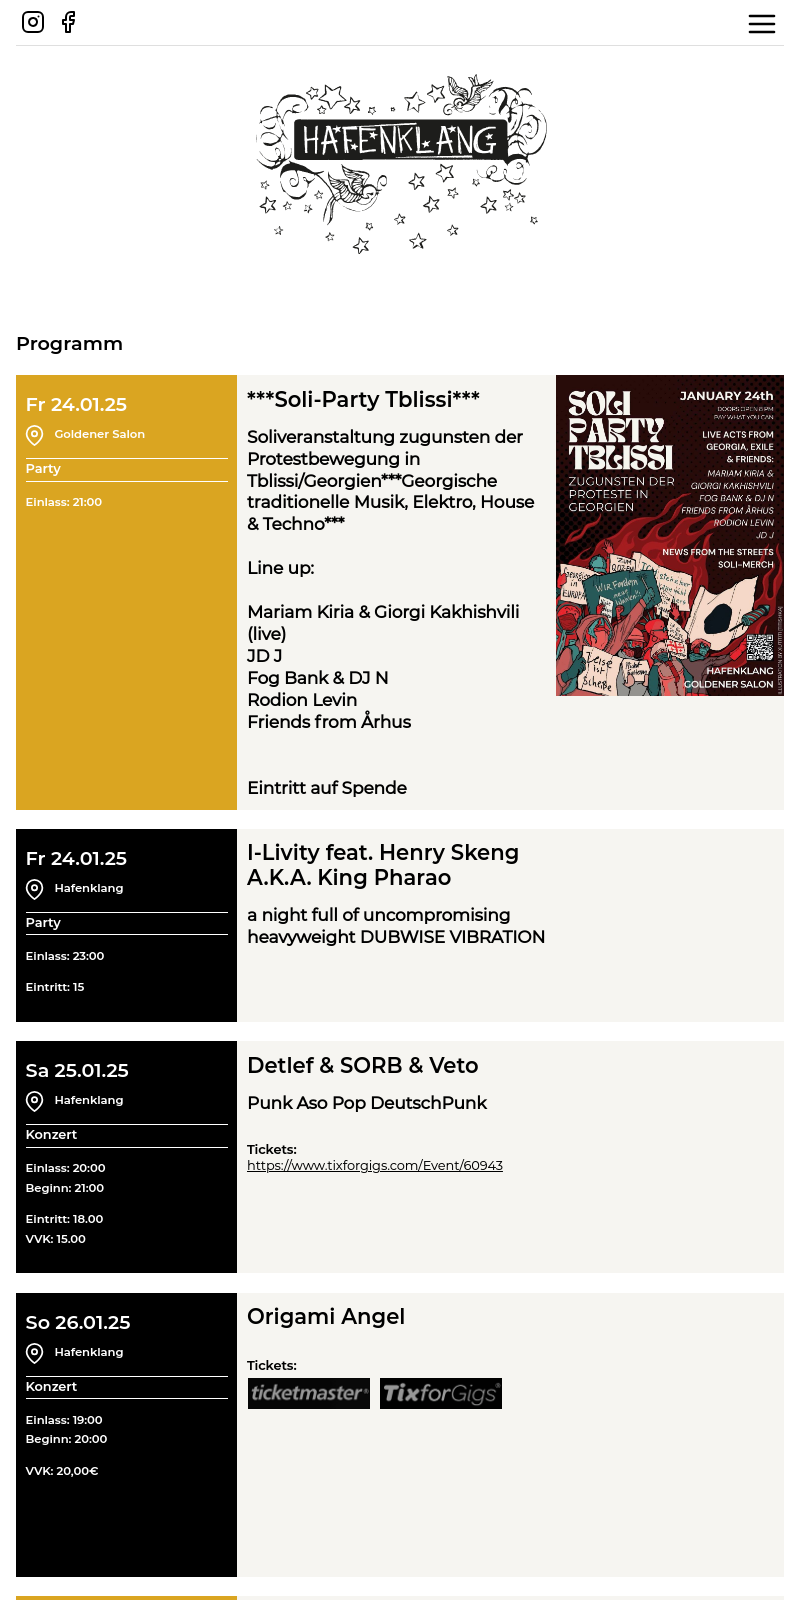 HAFENKLANG
Programm
Fr 24.01.25
Goldener Salon
Party
Einlass: 21:00
***Soli-Party Tblissi***
Soliveranstaltung zugunsten der
Protestbewegung in
Tblissi/Georgien***Georgische
traditionelle Musik, Elektro, House
& Techno***
Line up:
Mariam Kiria & Giorgi Kakhishvili
(live)
JD J
Fog Bank & DJ N
Rodion Levin
Friends from Århus
Eintritt auf Spende
SOLI
PARTY
TBLISSI
ZUGUNSTEN DER
PROTESTE IN
GEORGIEN
JANUARY 24th
DOORS OPEN 8 PM
PAY WHAT YOU CAN
LIVE ACTS FROM
GEORGIA, EXILE
& FRIENDS:
MARIAM KIRIA &
GIORGI KAKHISHVILI
FOG BANK & DJ N
FRIENDS FROM ÅRHUS
RODION LEVIN
JD J
NEWS FROM THE STREETS
SOLI-MERCH
WIR Fordern
Leise
ist
Scheiße
HAFENKLANG
GOLDENER SALON
Fr 24.01.25
Hafenklang
Party
Einlass: 23:00
Eintritt: 15
I-Livity feat. Henry Skeng
A.K.A. King Pharao
a night full of uncompromising
heavyweight DUBWISE VIBRATION
Sa 25.01.25
Hafenklang
Konzert
Einlass: 20:00
Beginn: 21:00
Eintritt: 18.00
VVK: 15.00
Detlef & SORB & Veto
Punk Aso Pop DeutschPunk
Tickets:
https://www.tixforgigs.com/Event/60943
So 26.01.25
Hafenklang
Konzert
Einlass: 19:00
Beginn: 20:00
VVK: 20,00€
Origami Angel
Tickets:
ticketmaster®
TixforGigs®